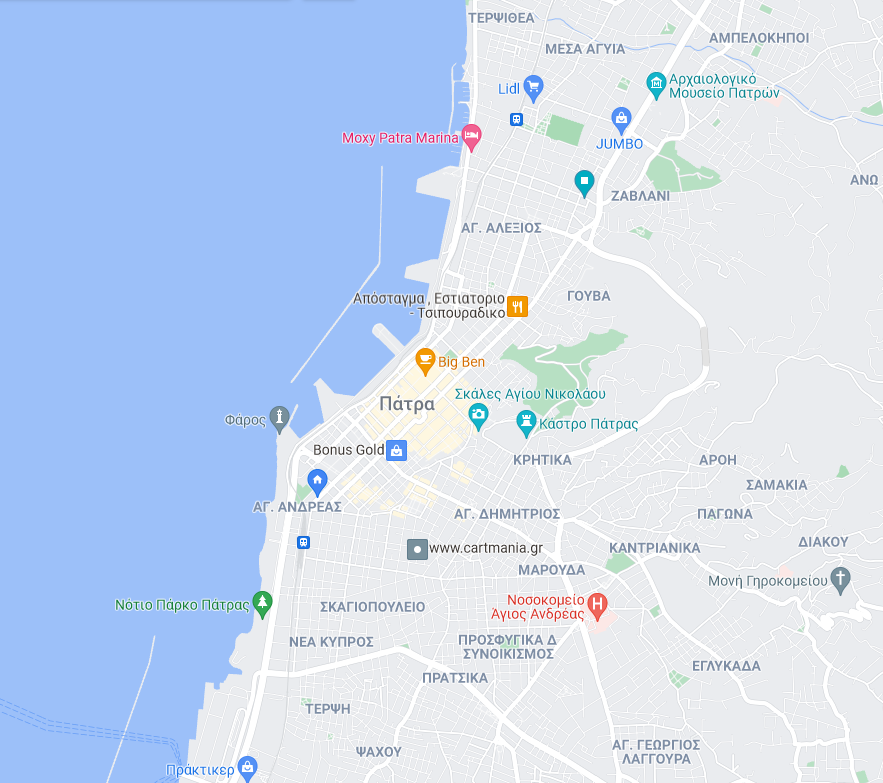 ΤΕΡΨΙΘΕΑ
ΑΜΠΕΛΟΚΗΠΟΙ
ΜΕΣΑ ΑΓΥΙΑ
Lidl
Αρχαιολογικό
Μουσείο Πατρών
Moxy Patra Marina
JUMBO
ΑΝΩ
ΖΑΒΛΑΝΙ
ΑΓ. ΑΛΕΞΙΟΣ
ΓΟΥΒΑ
Απόσταγμα , Εστιατοριο
- Τσιπουραδικο
Big Ben
Σκάλες Αγίου Νικολάου
Πάτρα
Φάρος
Κάστρο Πάτρας
Bonus Gold
ΚΡΗΤΙΚΑ
ΑΡΟΗ
ΣΑΜΑΚΙΑ
ΑΓ. ΑΝΔΡΕΑΣ
ΑΓ. ΔΗΜΗΤΡΙΟΣ
ΠΑΓΩΝΑ
www.cartmania.gr
ΚΑΝΤΡΙΑΝΙΚΑ
ΔΙΑΚΟΥ
ΜΑΡΟΥΔΑ
Μονή Γηροκομείου
Νότιο Πάρκο Πάτρας
ΣΚΑΓΙΟΠΟΥΛΕΙΟ
Νοσοκομείο
Άγιος Ανδρέας
ΝΕΑ ΚΥΠΡΟΣ
ΠΡΟΣΦΥΓΙΚΑ Δ
ΣΥΝΟΙΚΙΣΜΟΣ
ΕΓΛΥΚΑΔΑ
ΠΡΑΤΣΙΚΑ
ΤΕΡΨΗ
ΨΑΧΟΥ
ΑΓ. ΓΕΩΡΓΙΟΣ
ΛΑΓΓΟΥΡΑ
Πράκτικερ